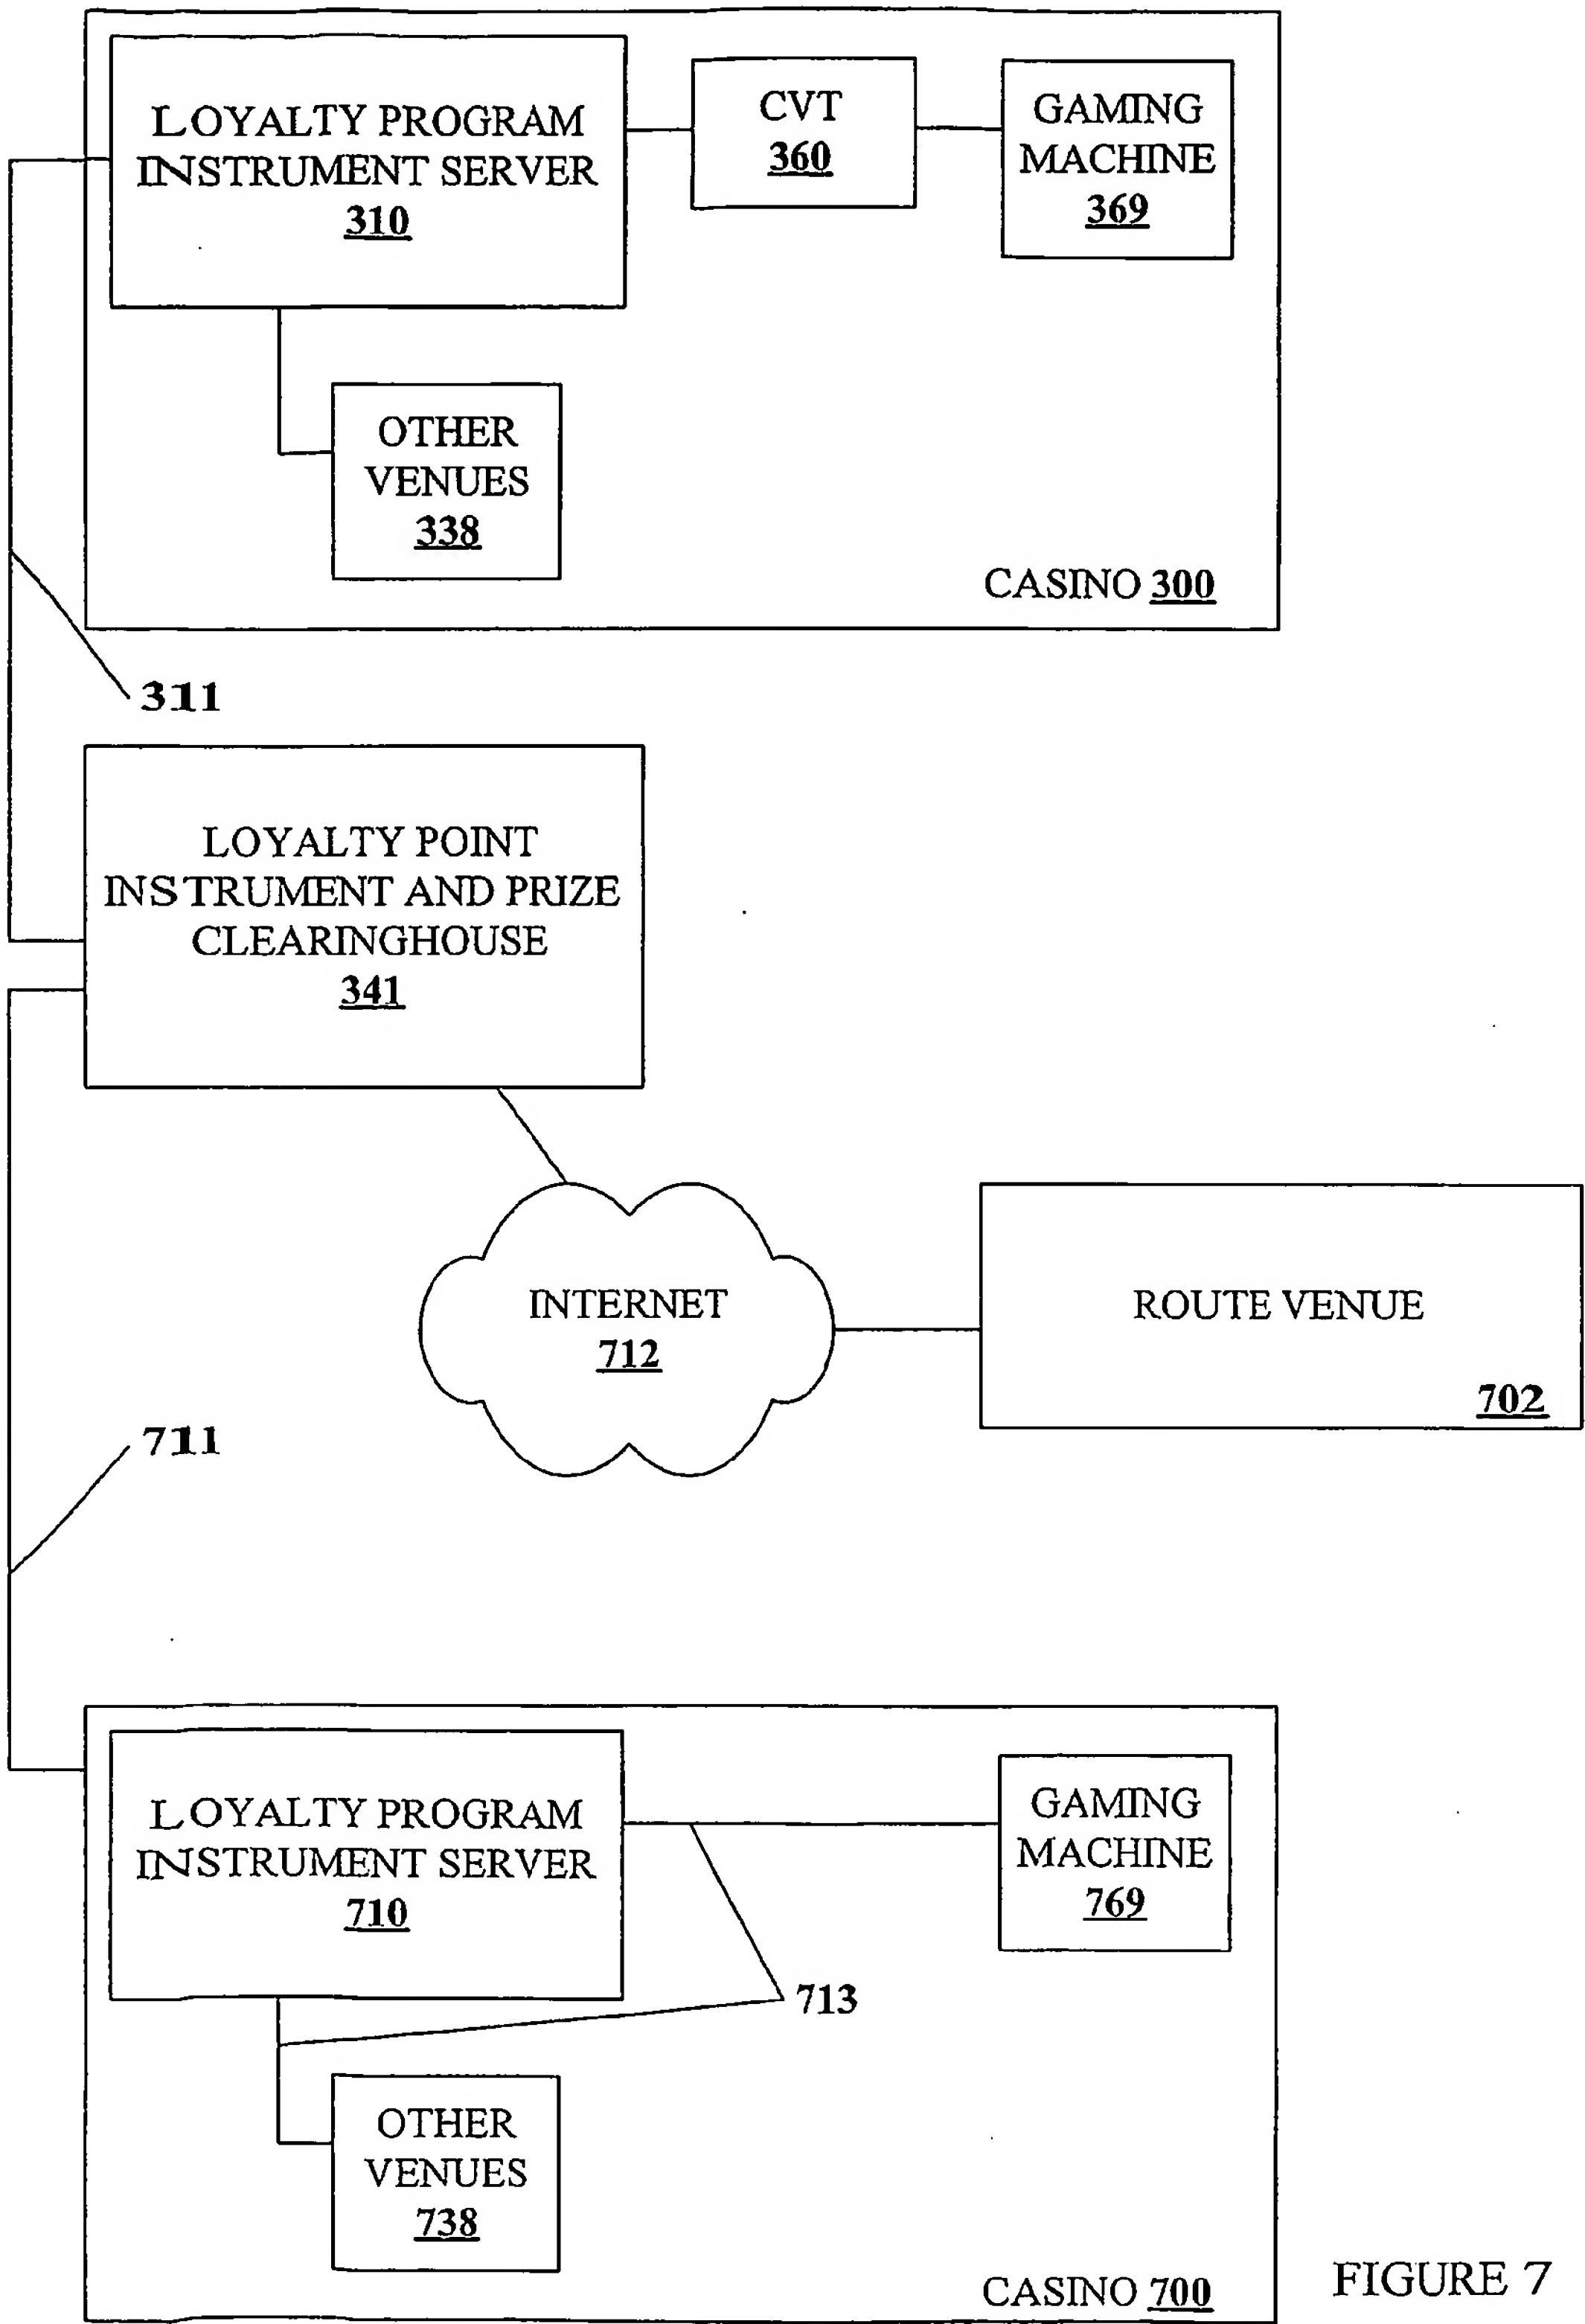 LOYALTY PROGRAM
INSTRUMENT SERVER
310
CVT
360
GAMING
MACHINE
369
OTHER
VENUES
338
CASINO 300
311
LOYALTY POINT
INSTRUMENT AND PRIZE
CLEARINGHOUSE
341
INTERNET
712
ROUTE VENUE
702
711
LOYALTY PROGRAM
INSTRUMENT SERVER
710
GAMING
MACHINE
769
713
OTHER
VENUES
738
CASINO 700
FIGURE 7